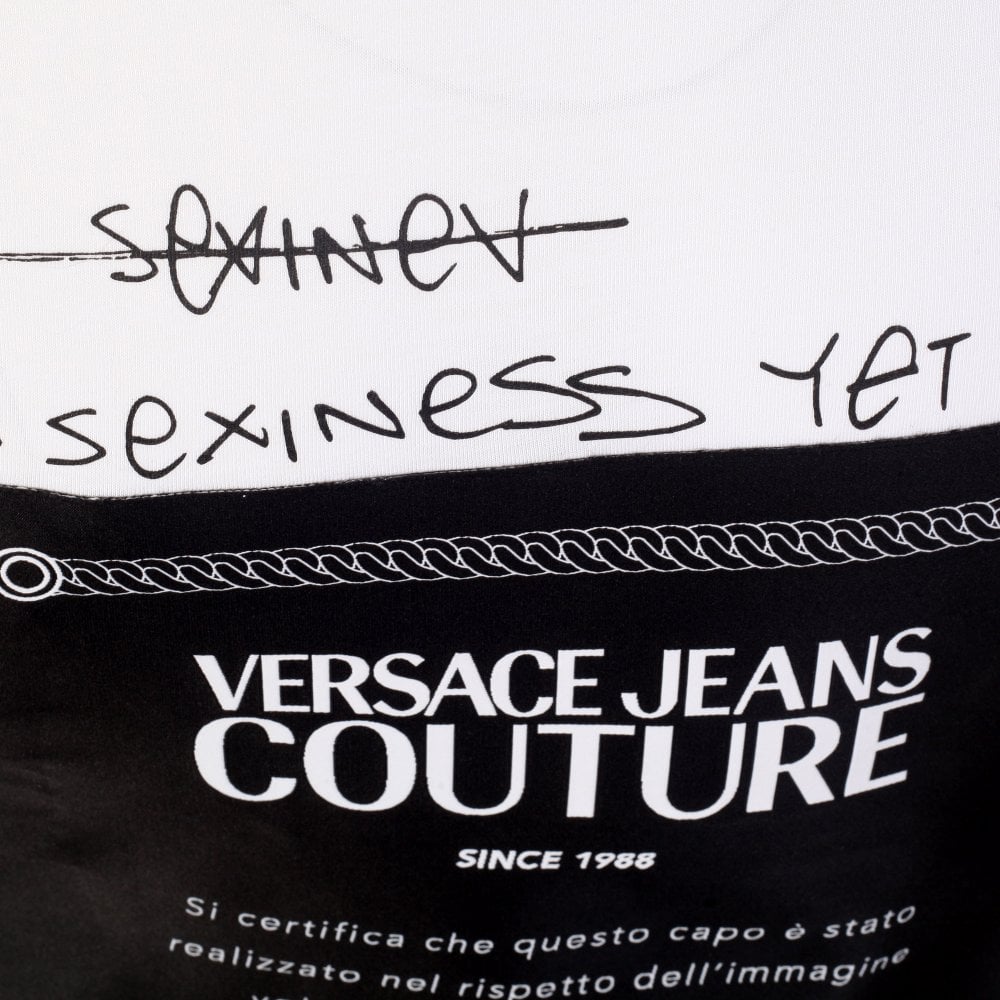 sexinev
sexiness yet
VERSACE JEANS
COUTURE
SINCE 1988
Si certifica che questo capo è stato
realizzato nel rispetto dell'immagine